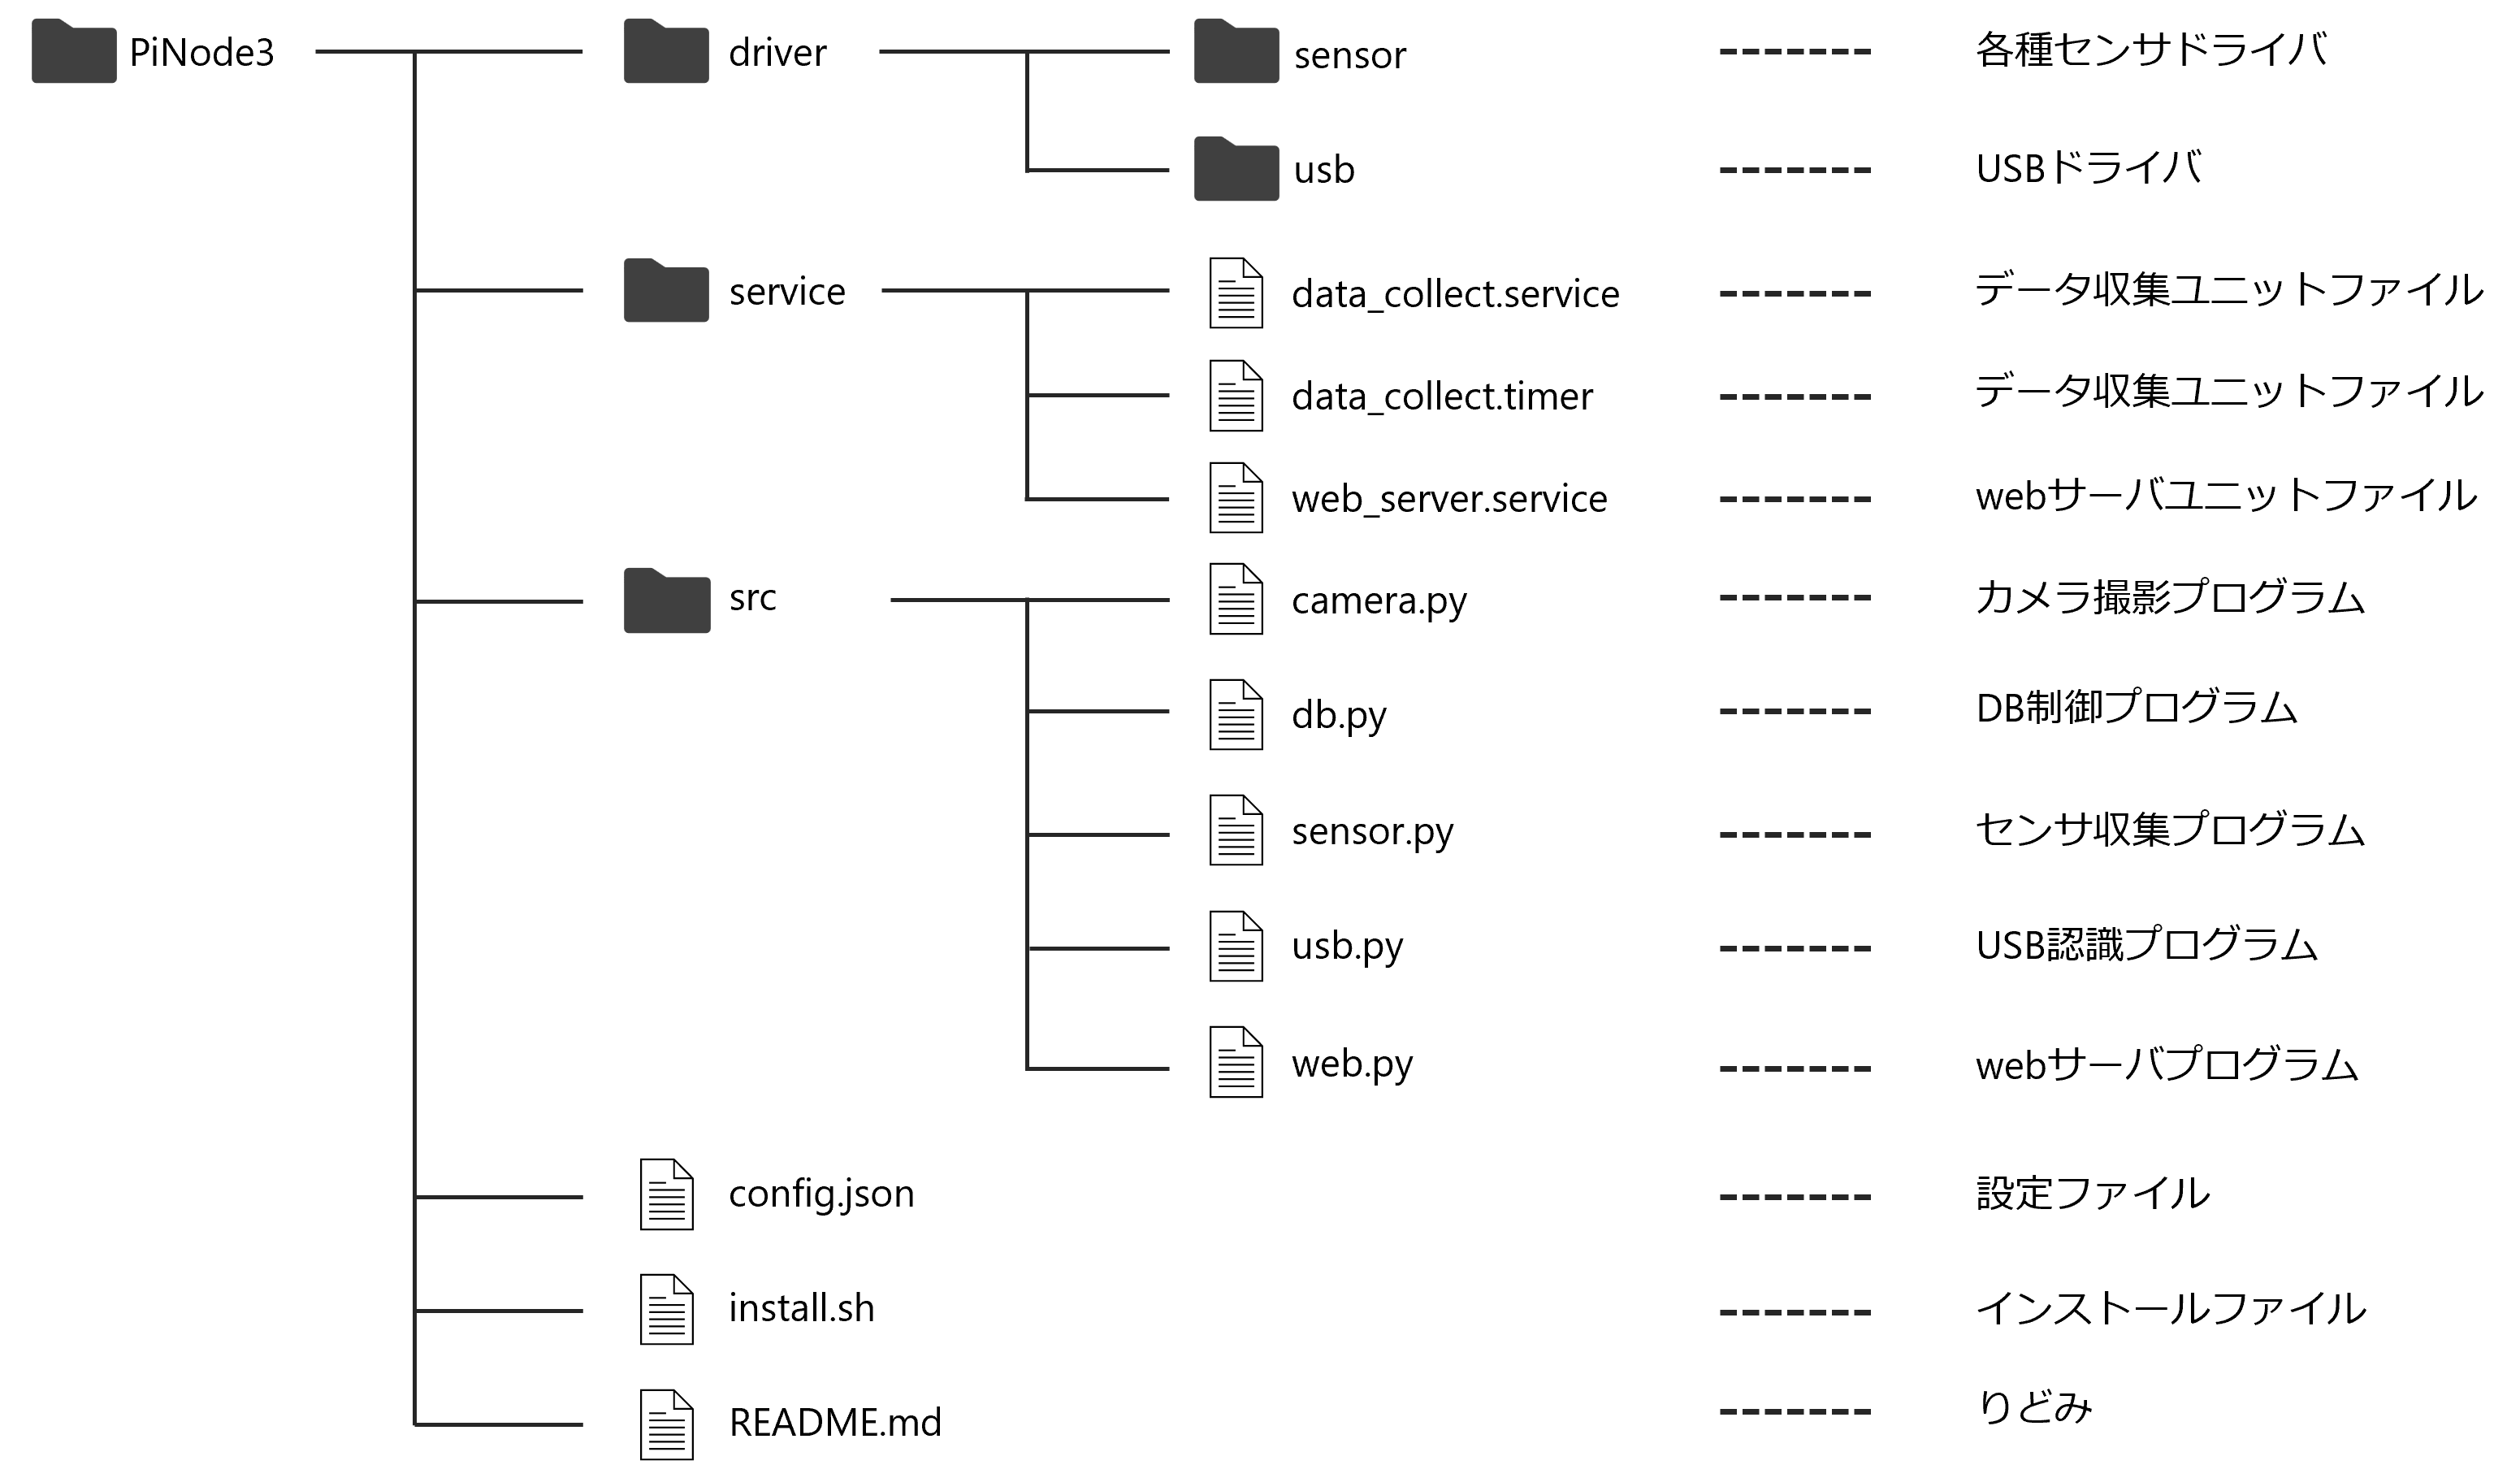 PiNode3 driver sensor 各種センサドライバ
usb USBドライバ
service data_collect.service データ収集ユニットファイル
data_collect.timer データ収集ユニットファイル
web_server.service webサーバユニットファイル
src camera.py カメラ撮影プログラム
db.py DB制御プログラム
sensor.py センサ収集プログラム
usb.py USB認識プログラム
web.py webサーバプログラム
config.json 設定ファイル
install.sh インストールファイル
README.md りどみ